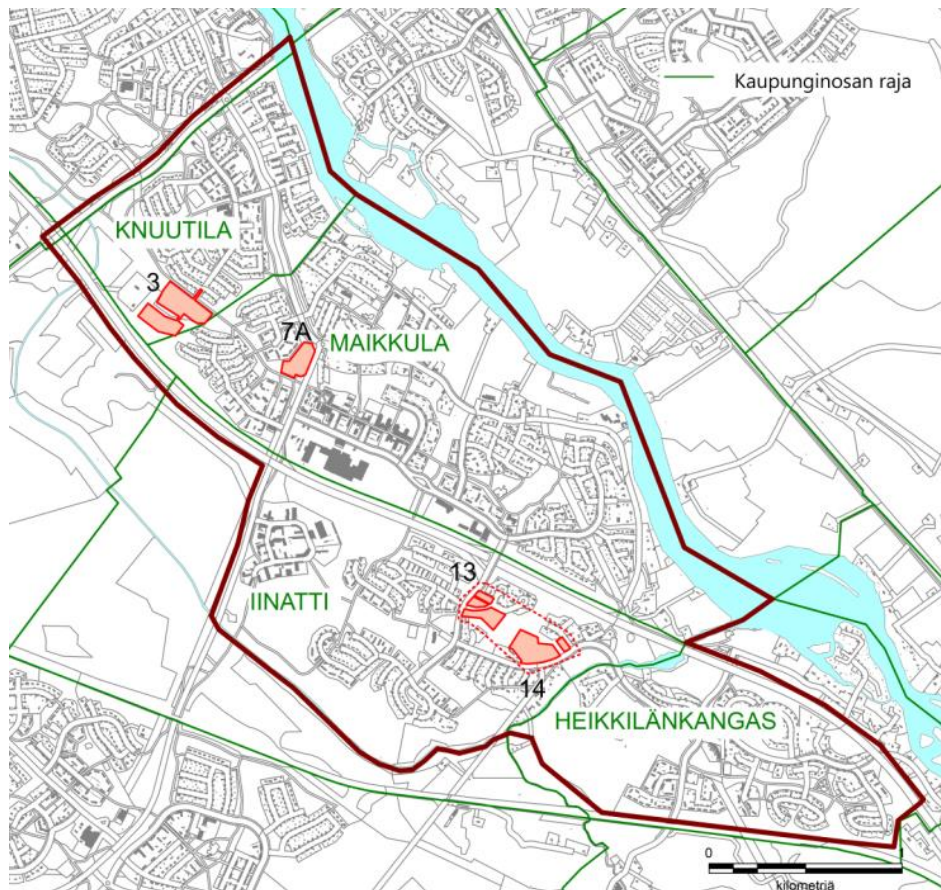 Kaupunginosan raja
KNUUTILA
3
7A
MAIKKULA
IINATTI
13
14
HEIKKILÄNKANGAS
0
1
kilometriä